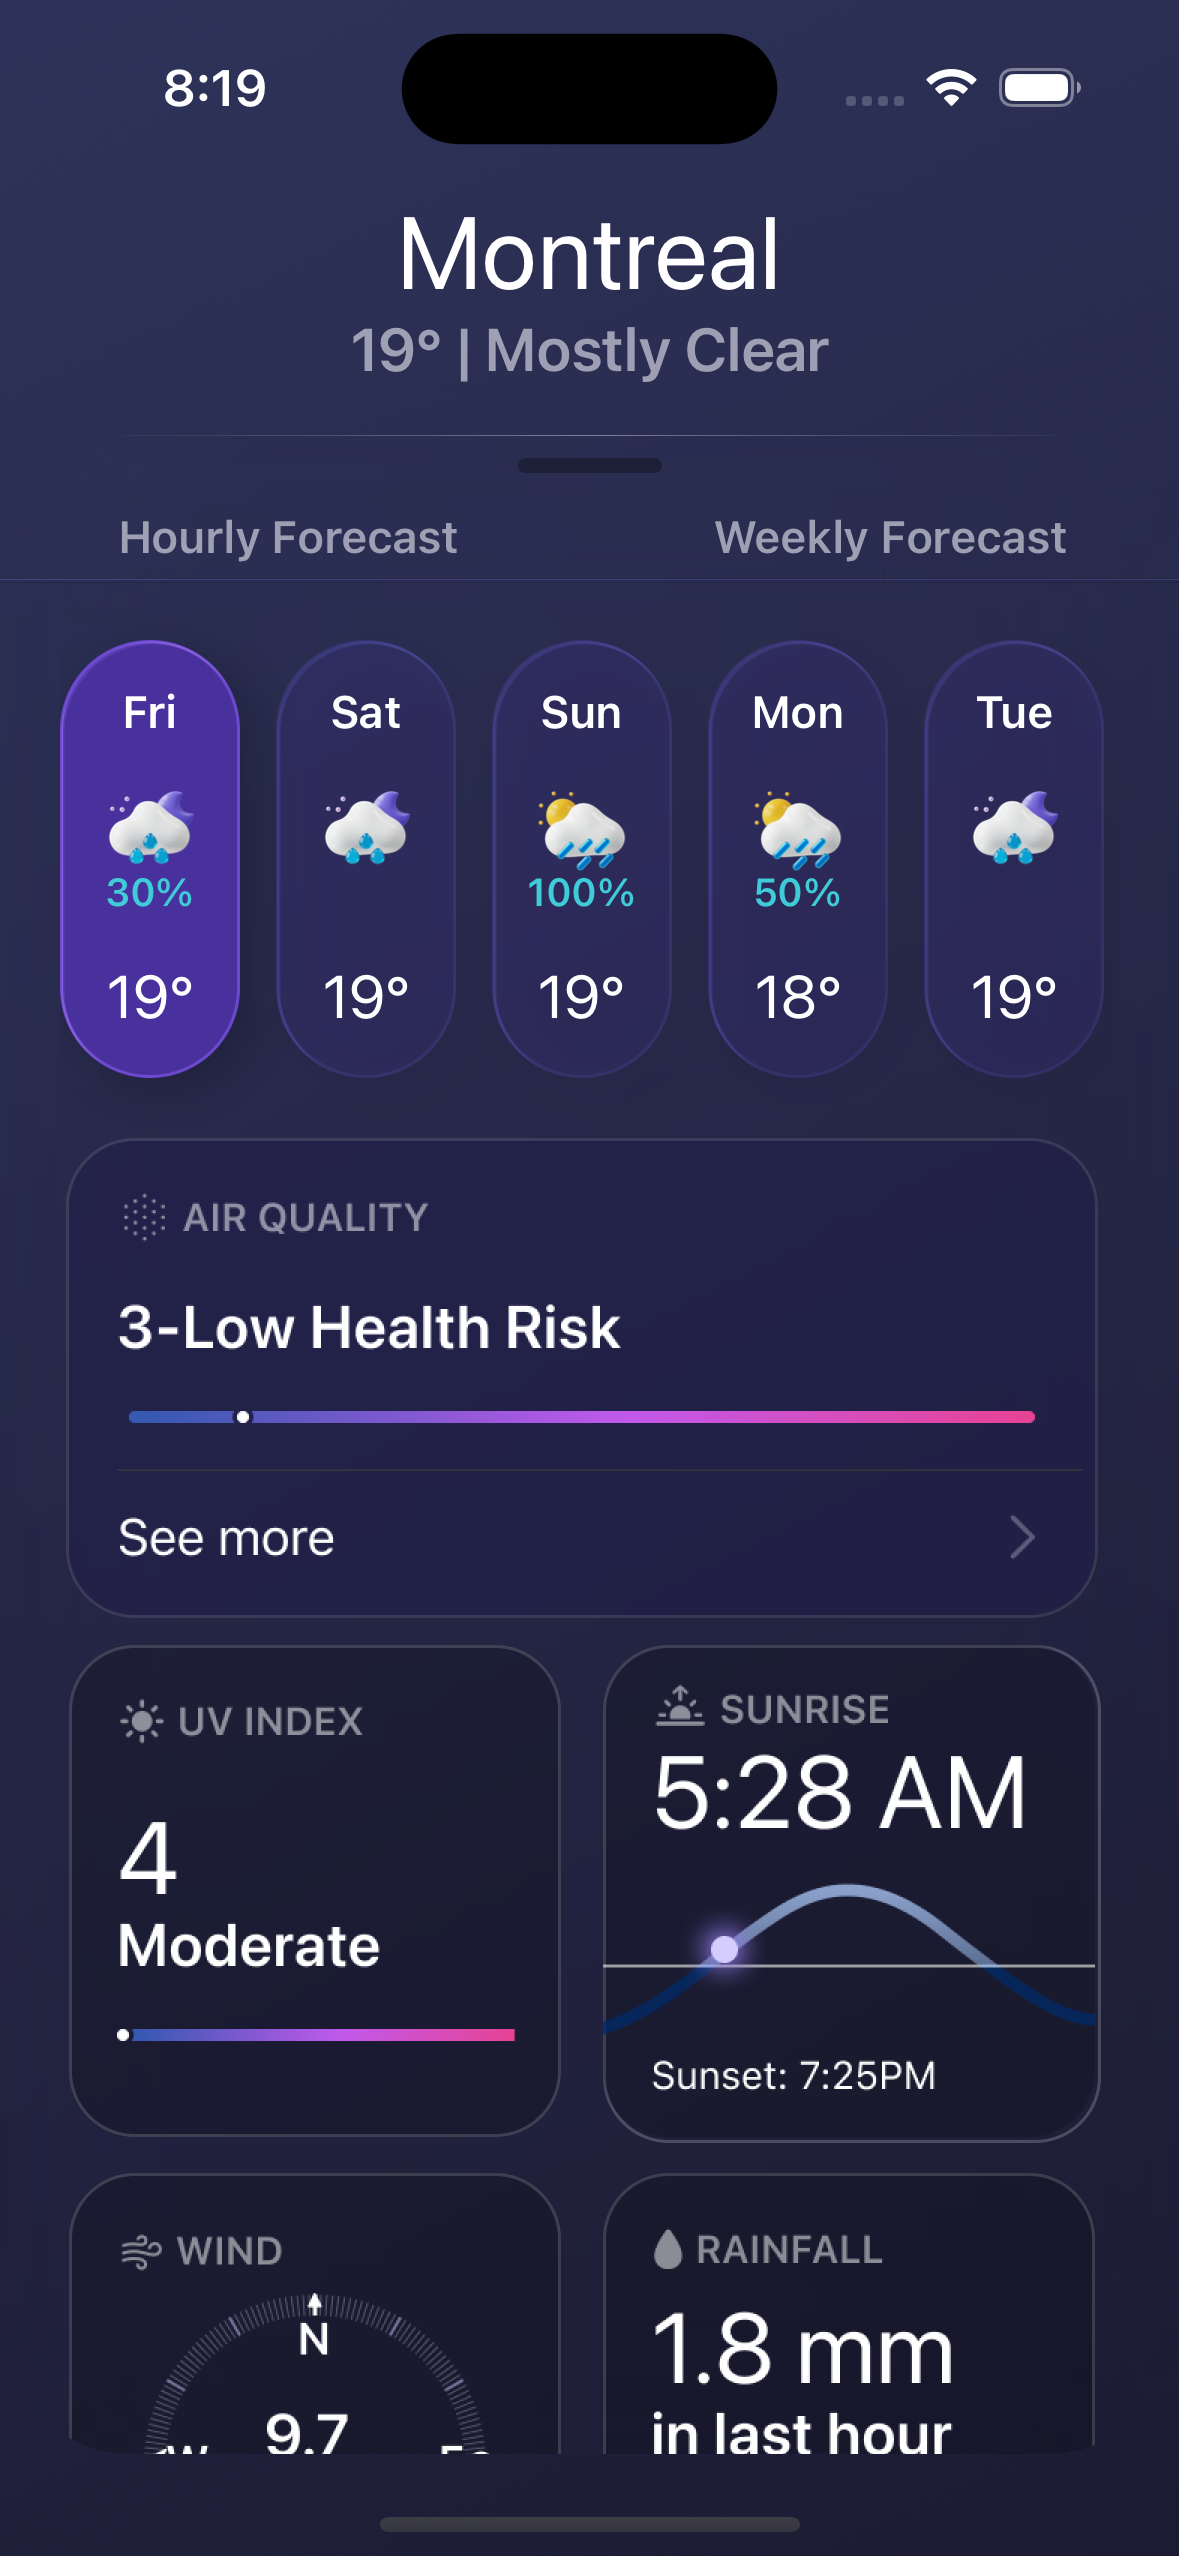 8:19
Montreal
19° | Mostly Clear
Hourly Forecast
Weekly Forecast
Fri
Sat
Sun
Mon
Tue
30%
100%
50%
19°
19°
19°
18°
19°
AIR QUALITY
3-Low Health Risk
See more
UV INDEX
4
Moderate
SUNRISE
5:28 AM
Sunset: 7:25PM
WIND
N
9.7
W
RAINFALL
1.8 mm
in last hour